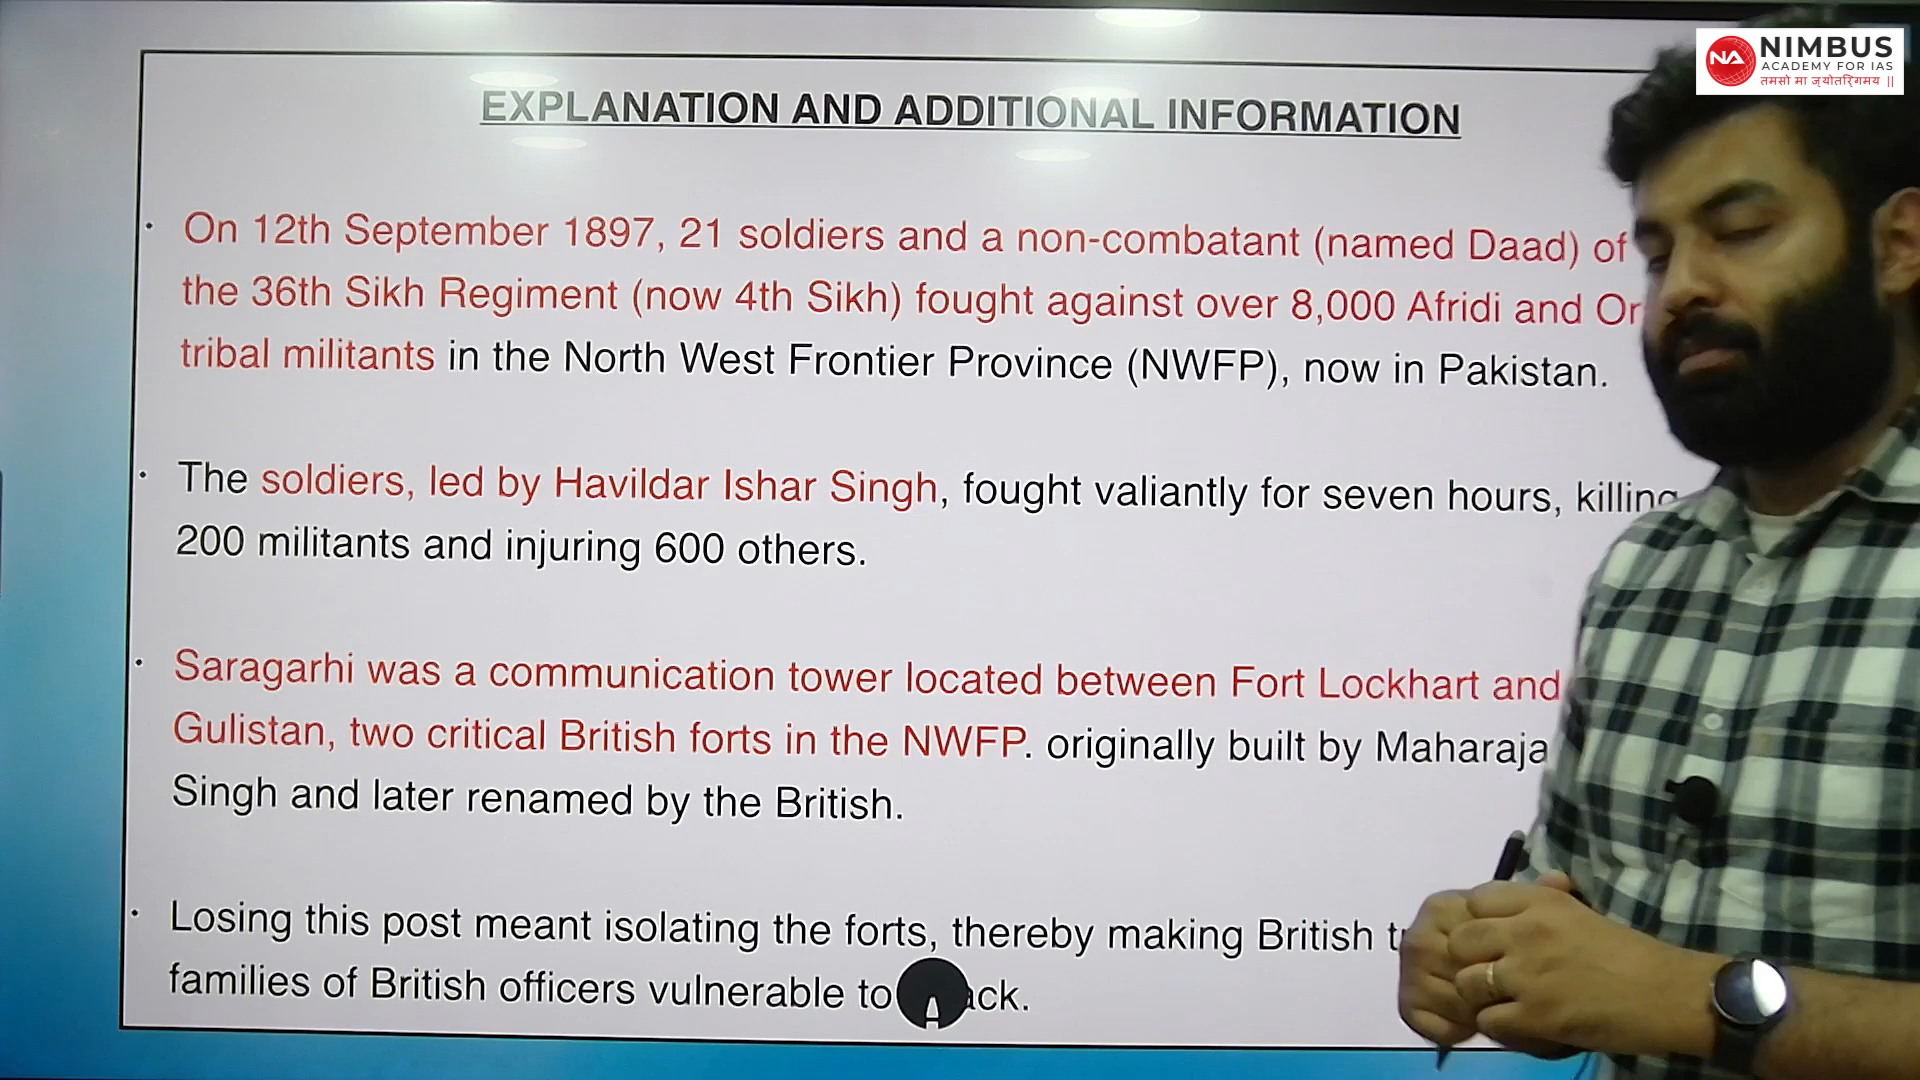 NIMBUS
ACADEMY FOR IAS
तमसो मा ज्योतिर्गमय ||
EXPLANATION AND ADDITIONAL INFORMATION
On 12th September 1897, 21 soldiers and a non-combatant (named Daad) of
the 36th Sikh Regiment (now 4th Sikh) fought against over 8,000 Afridi and
tribal militants in the North West Frontier Province (NWFP), now in Pakistan.
The soldiers, led by Havildar Ishar Singh, fought valiantly for seven hours, killing
200 militants and injuring 600 others.
Saragarhi was a communication tower located between Fort Lockhart and
Gulistan, two critical British forts in the NWFP. originally built by Maharaja
Singh and later renamed by the British.
Losing this post meant isolating the forts, thereby making British
families of British officers vulnerable to